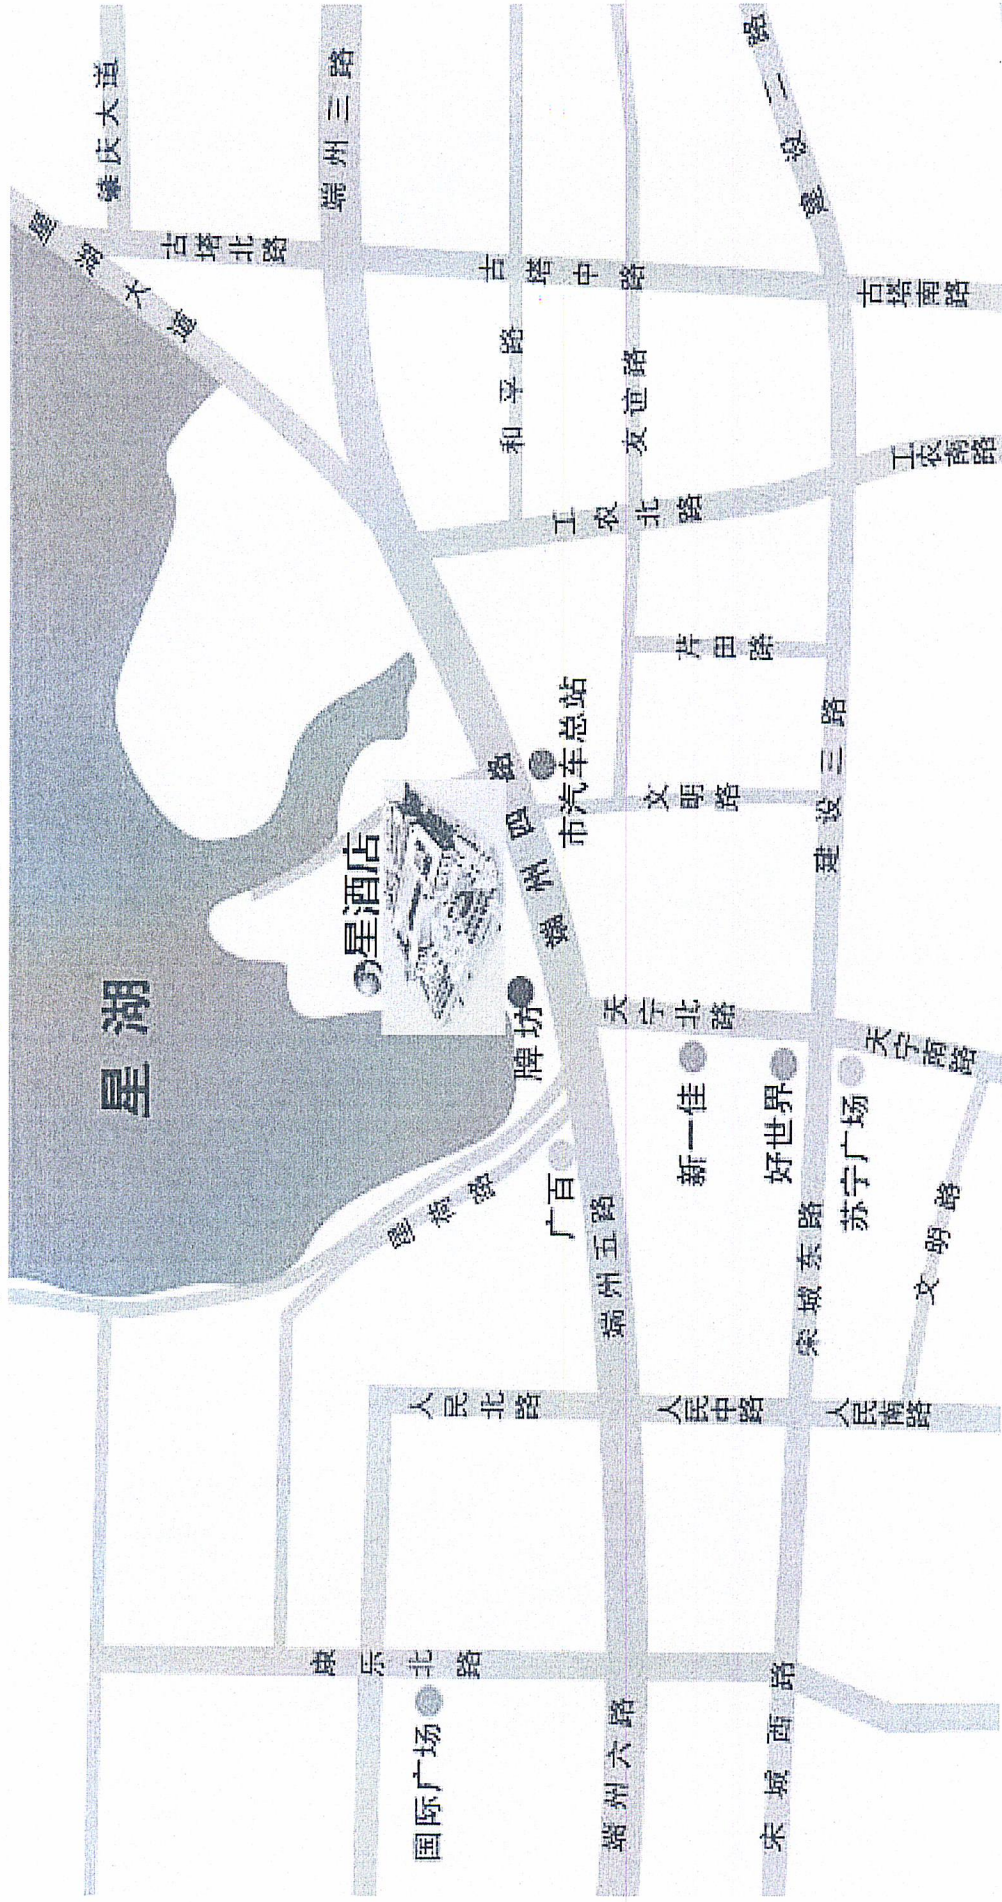 星湖
星湖大道
肇庆大道
古塔北路
端州三路
星酒店
古塔中路
和平路
友谊路
建设二路
古塔南路
工农北路
工农南路
芹田路
市汽车总站
文明路
端州四路
建设三路
牌坊
天宁北路
天宁南路
新一佳
好世界
苏宁广场
广百
端州五路
宋城东路
文明路
人民北路
人民中路
人民南路
康乐北路
国际广场
端州六路
宋城西路